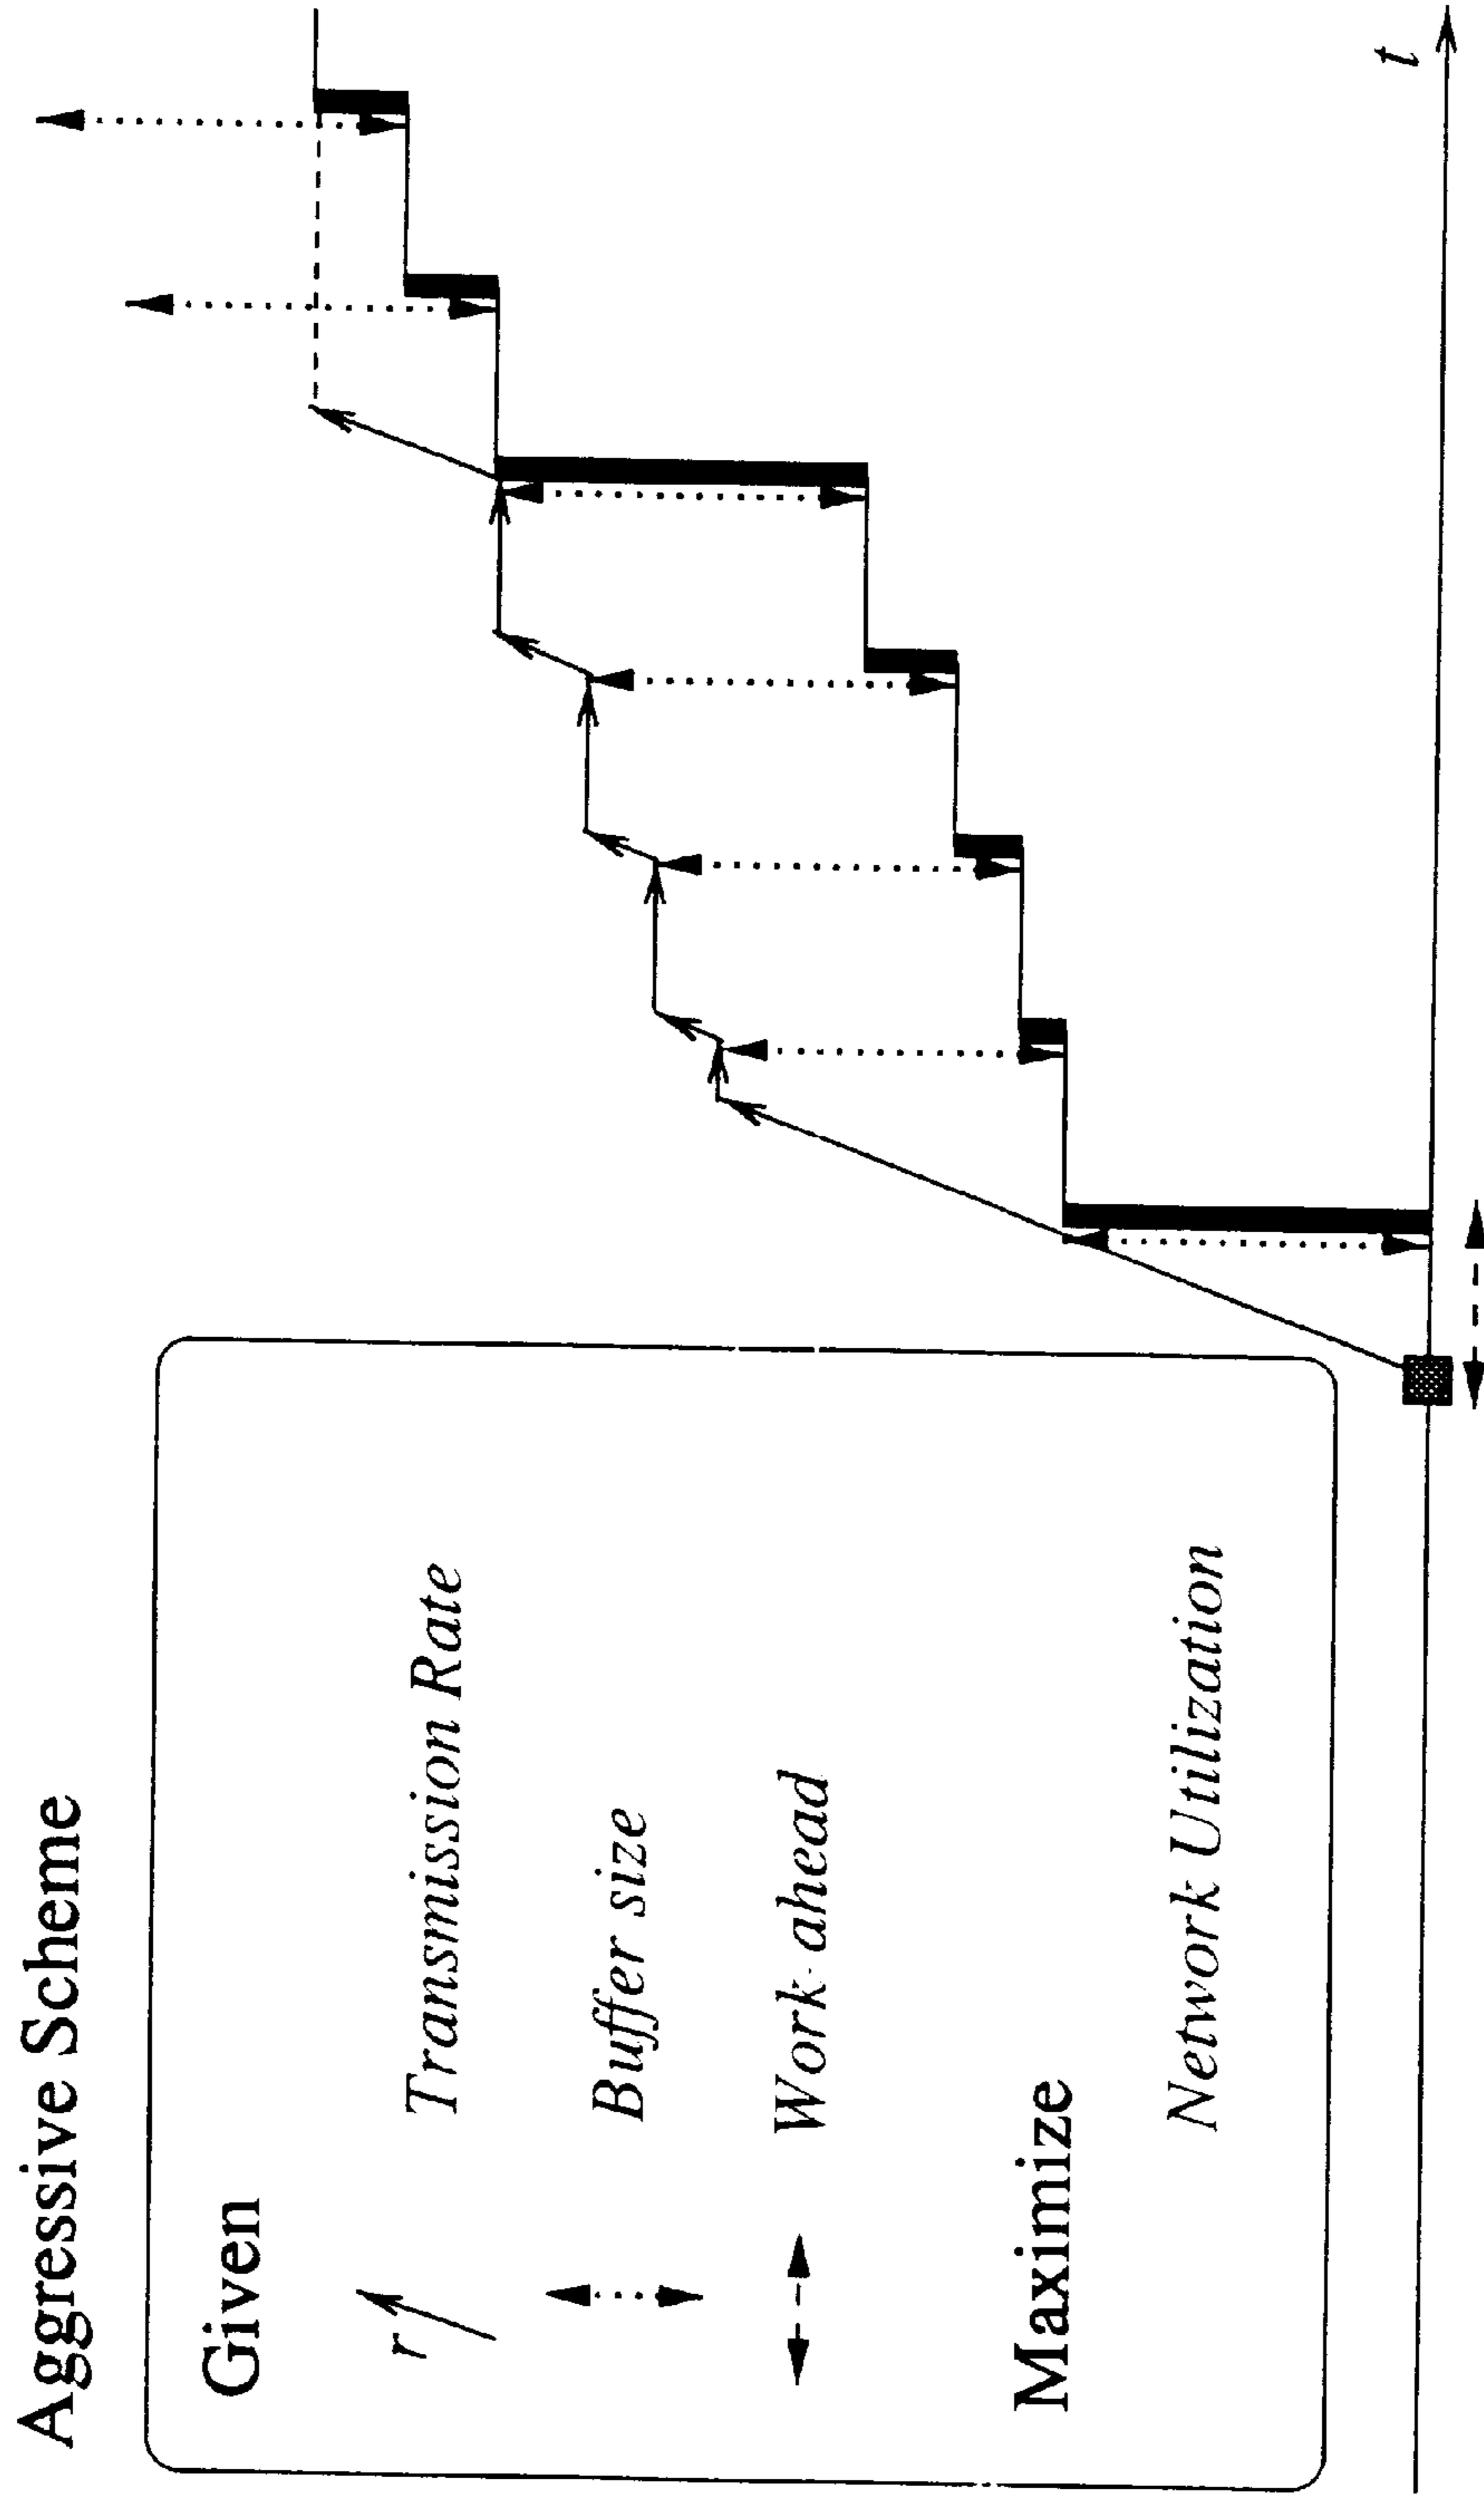 Aggressive Scheme
Given
r
Transmission Rate
Buffer size
Work-ahead
Maximize
Network Utilization
t